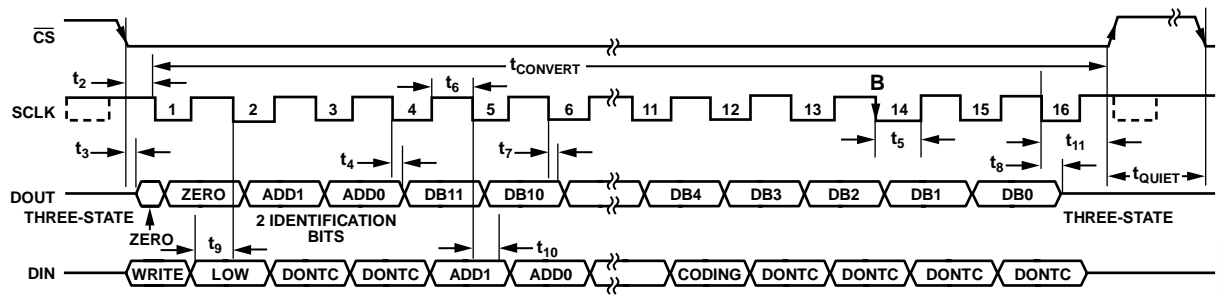 CS
t2
tCONVERT
t6
B
SCLK
1 2 3 4 5 6 11 12 13 14 15 16
t3
t4
t7
t5
t8
t11
tQUIET
DOUT
ZERO ADD1 ADD0 DB11 DB10 DB4 DB3 DB2 DB1 DB0
THREE-STATE
ZERO
2 IDENTIFICATION
BITS
THREE-STATE
t9
t10
DIN
WRITE LOW DONTC DONTC ADD1 ADD0 CODING DONTC DONTC DONTC DONTC